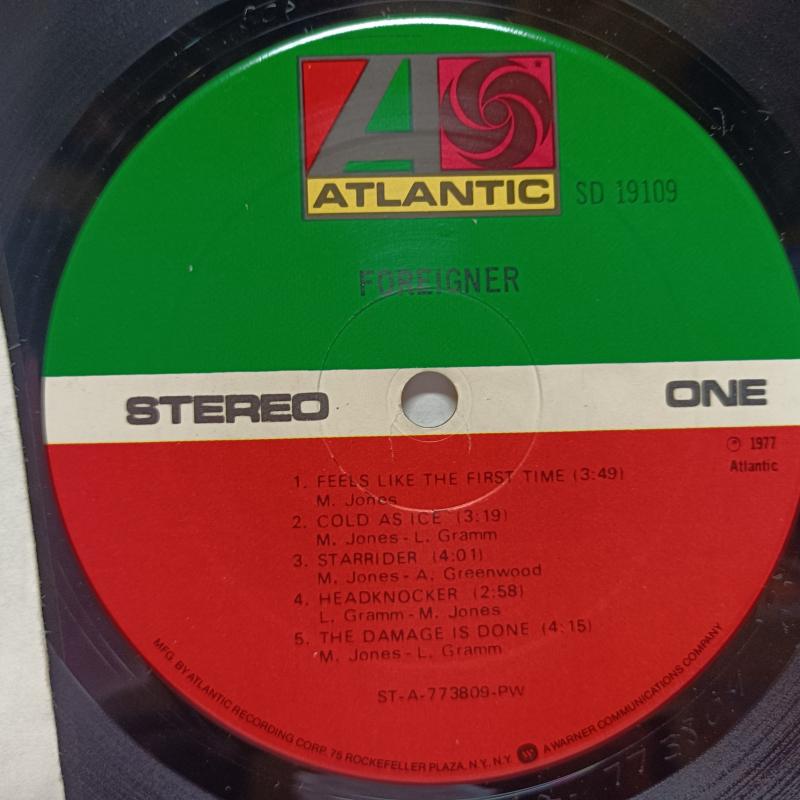 ATLANTIC
SD 19109
FOREIGNER
STEREO
ONE
℗ 1977
Atlantic
1. FEELS LIKE THE FIRST TIME (3:49)
M. Jones
2. COLD AS ICE (3:19)
M. Jones - L. Gramm
3. STARRIDER (4:01)
M. Jones - A. Greenwood
4. HEADKNOCKER (2:58)
L. Gramm - M. Jones
5. THE DAMAGE IS DONE (4:15)
M. Jones - L. Gramm
ST-A-773809-PW
MFG. BY ATLANTIC RECORDING CORP. 75 ROCKEFELLER PLAZA, N.Y. N.Y. A WARNER COMMUNICATIONS COMPANY